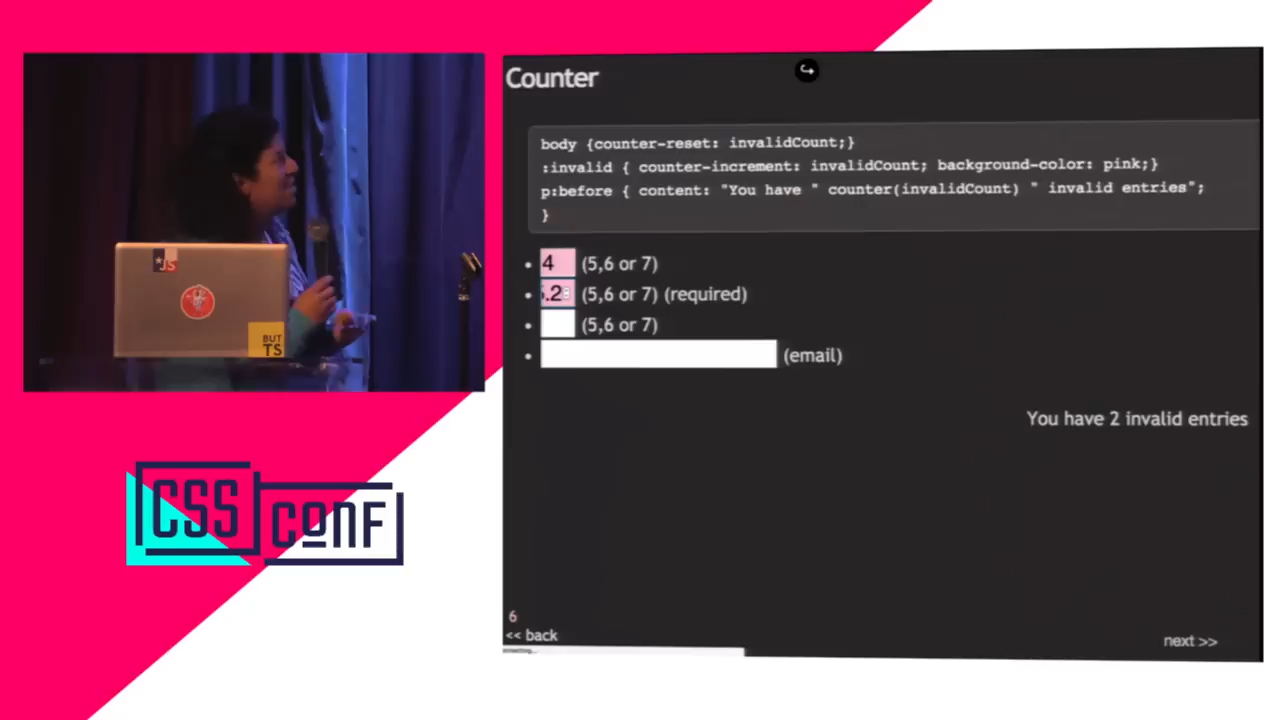 Counter
body {counter-reset: invalidCount;}
:invalid { counter-increment: invalidCount; background-color: pink;}
p:before { content: "You have " counter(invalidCount) " invalid entries";
}
4 (5,6 or 7)
.2 (5,6 or 7) (required)
(5,6 or 7)
(email)
You have 2 invalid entries
6
<< back
next >>
JS
BUT
TS
CSS
CONF